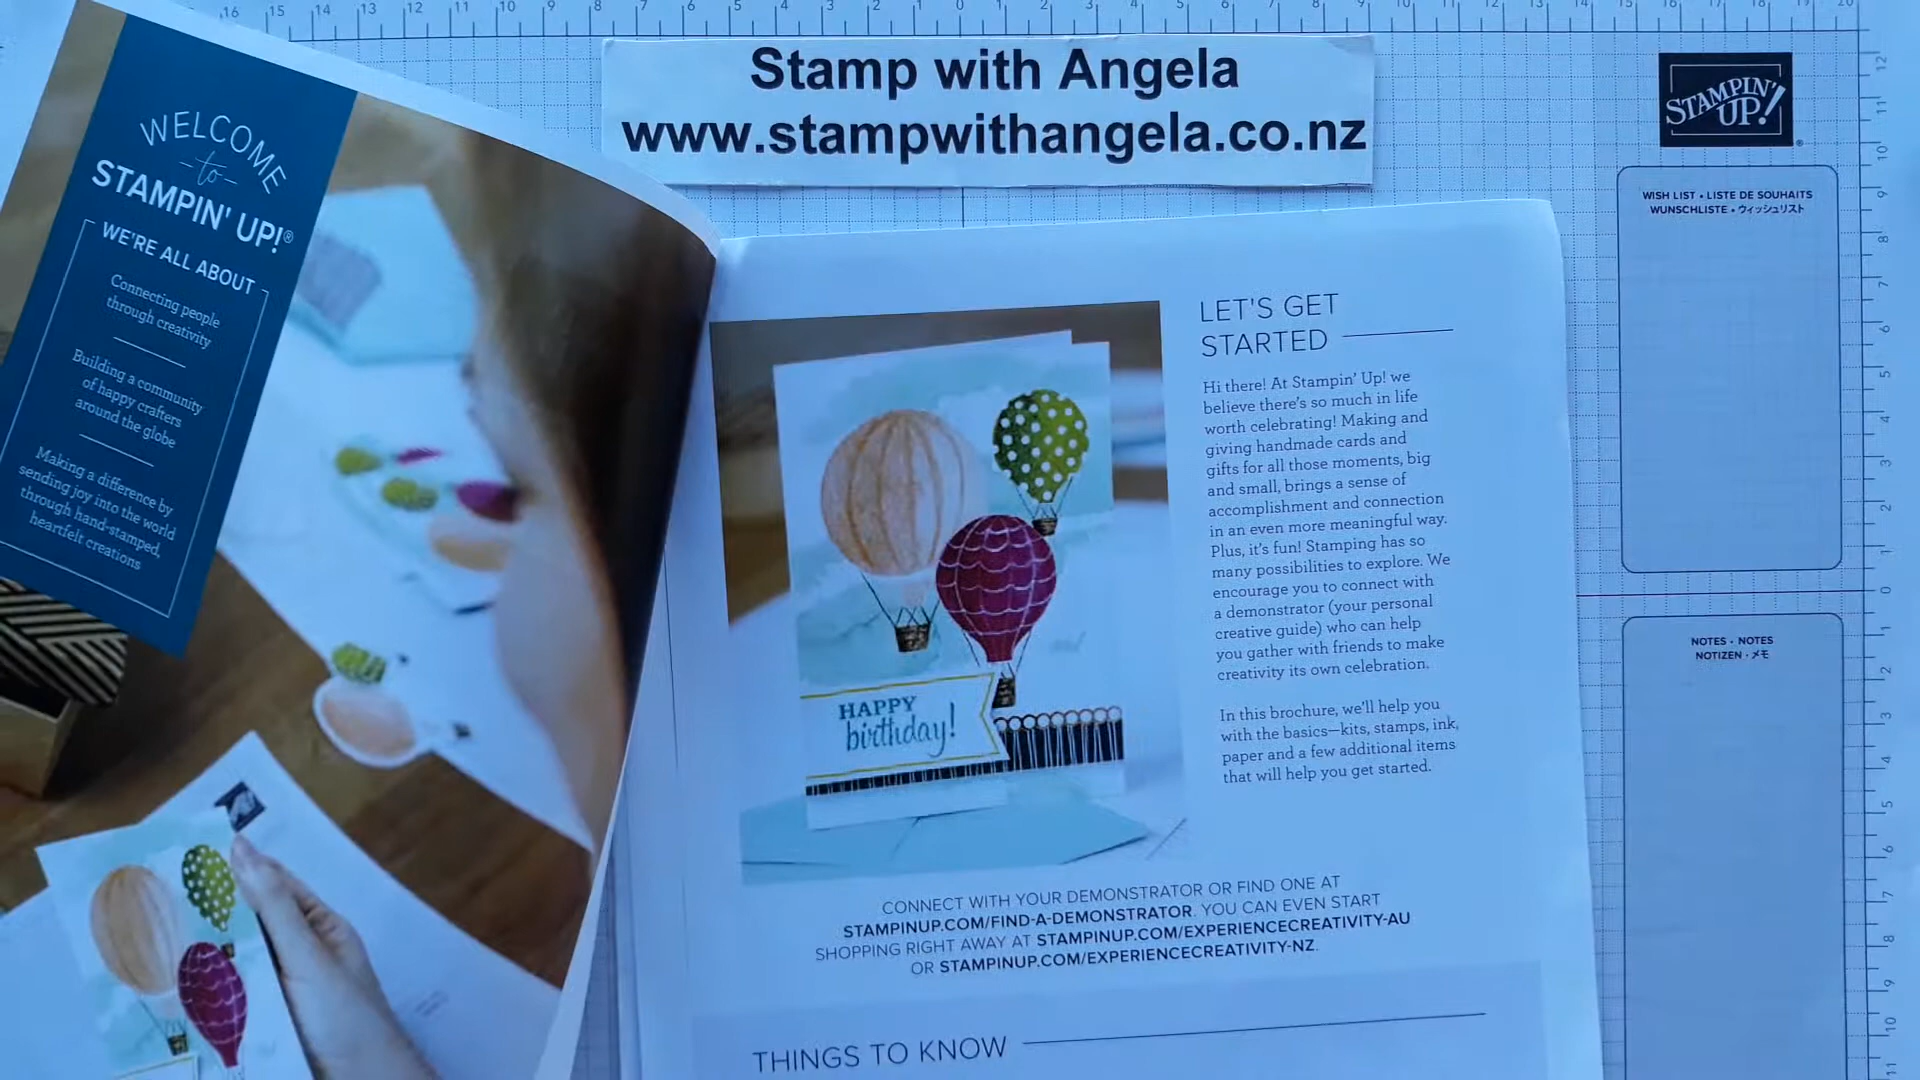 Stamp with Angela
www.stampwithangela.co.nz
STAMPIN' UP!®
WISH LIST • LISTE DE SOUHAITS
WUNSCHLISTE • ウィッシュリスト
NOTES • NOTES
NOTIZEN • メモ
WELCOME
-to-
STAMPIN' UP!®
WE'RE ALL ABOUT
Connecting people
through creativity
Building a community
of happy crafters
around the globe
Making a difference by
sending joy into the world
through hand-stamped,
heartfelt creations
LET'S GET
STARTED
Hi there! At Stampin' Up! we
believe there's so much in life
worth celebrating! Making and
giving handmade cards and
gifts for all those moments, big
and small, brings a sense of
accomplishment and connection
in an even more meaningful way.
Plus, it's fun! Stamping has so
many possibilities to explore. We
encourage you to connect with
a demonstrator (your personal
creative guide) who can help
you gather with friends to make
creativity its own celebration.
In this brochure, we'll help you
with the basics—kits, stamps, ink,
paper and a few additional items
that will help you get started.
HAPPY
birthday!
CONNECT WITH YOUR DEMONSTRATOR OR FIND ONE AT
STAMPINUP.COM/FIND-A-DEMONSTRATOR. YOU CAN EVEN START
SHOPPING RIGHT AWAY AT STAMPINUP.COM/EXPERIENCECREATIVITY-AU
OR STAMPINUP.COM/EXPERIENCECREATIVITY-NZ.
THINGS TO KNOW